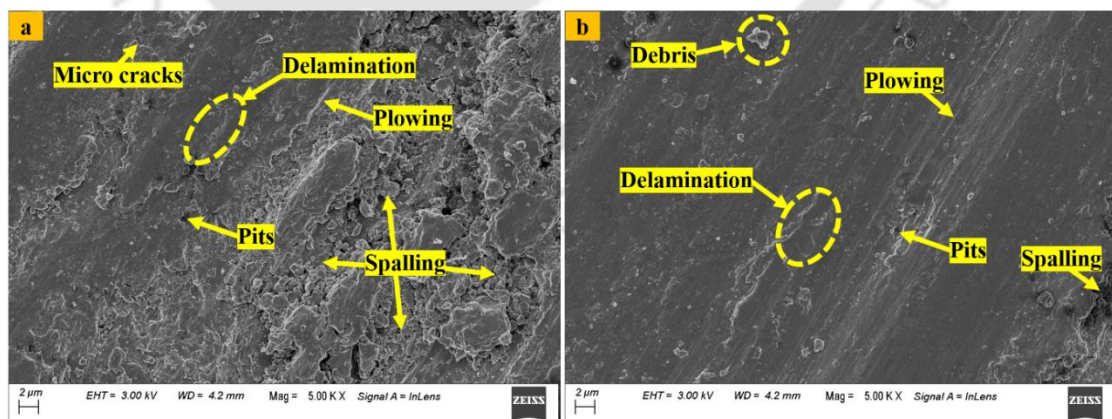 a
Micro cracks
Delamination
Plowing
Pits
Spalling
2 µm
EHT = 3.00 kV
WD = 4.2 mm
Mag = 5.00 K X
Signal A = InLens
ZEISS
b
Debris
Plowing
Delamination
Pits
Spalling
2 µm
EHT = 3.00 kV
WD = 4.2 mm
Mag = 5.00 K X
Signal A = InLens
ZEISS